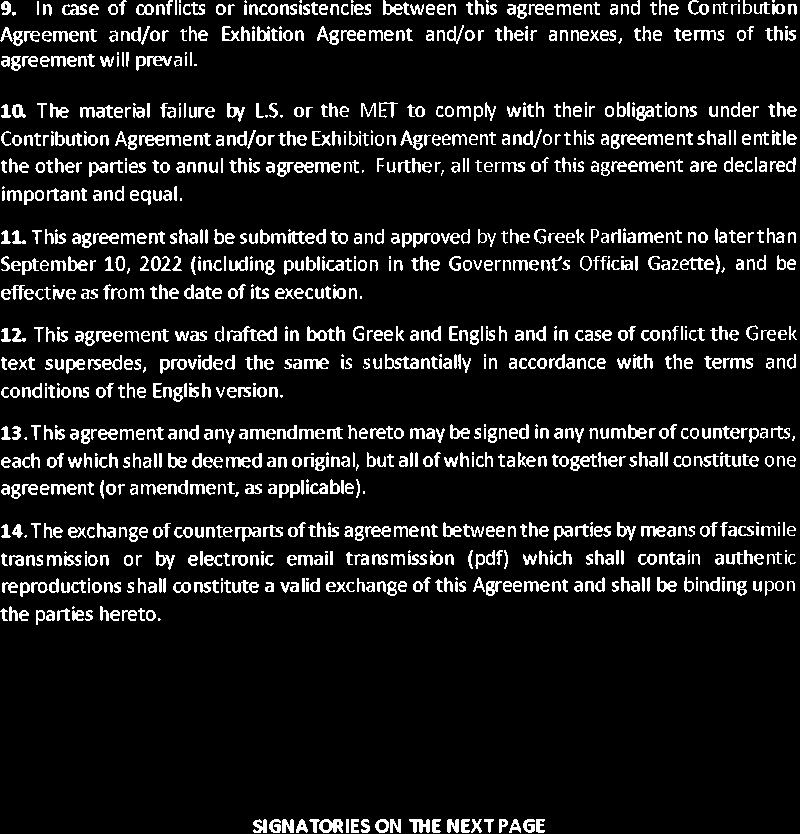 9. In case of conflicts or inconsistencies between this agreement and the Contribution
Agreement and/or the Exhibition Agreement and/or their annexes, the terms of this
agreement will prevail.
10. The material failure by L.S. or the MET to comply with their obligations under the
Contribution Agreement and/or the Exhibition Agreement and/or this agreement shall entitle
the other parties to annul this agreement. Further, all terms of this agreement are declared
important and equal.
11. This agreement shall be submitted to and approved by the Greek Parliament no later than
September 10, 2022 (including publication in the Government's Official Gazette), and be
effective as from the date of its execution.
12. This agreement was drafted in both Greek and English and in case of conflict the Greek
text supersedes, provided the same is substantially in accordance with the terms and
conditions of the English version.
13. This agreement and any amendment hereto may be signed in any number of counterparts,
each of which shall be deemed an original, but all of which taken together shall constitute one
agreement (or amendment, as applicable).
14. The exchange of counterparts of this agreement between the parties by means of facsimile
transmission or by electronic email transmission (pdf) which shall contain authentic
reproductions shall constitute a valid exchange of this Agreement and shall be binding upon
the parties hereto.
SIGNATORIES ON THE NEXT PAGE